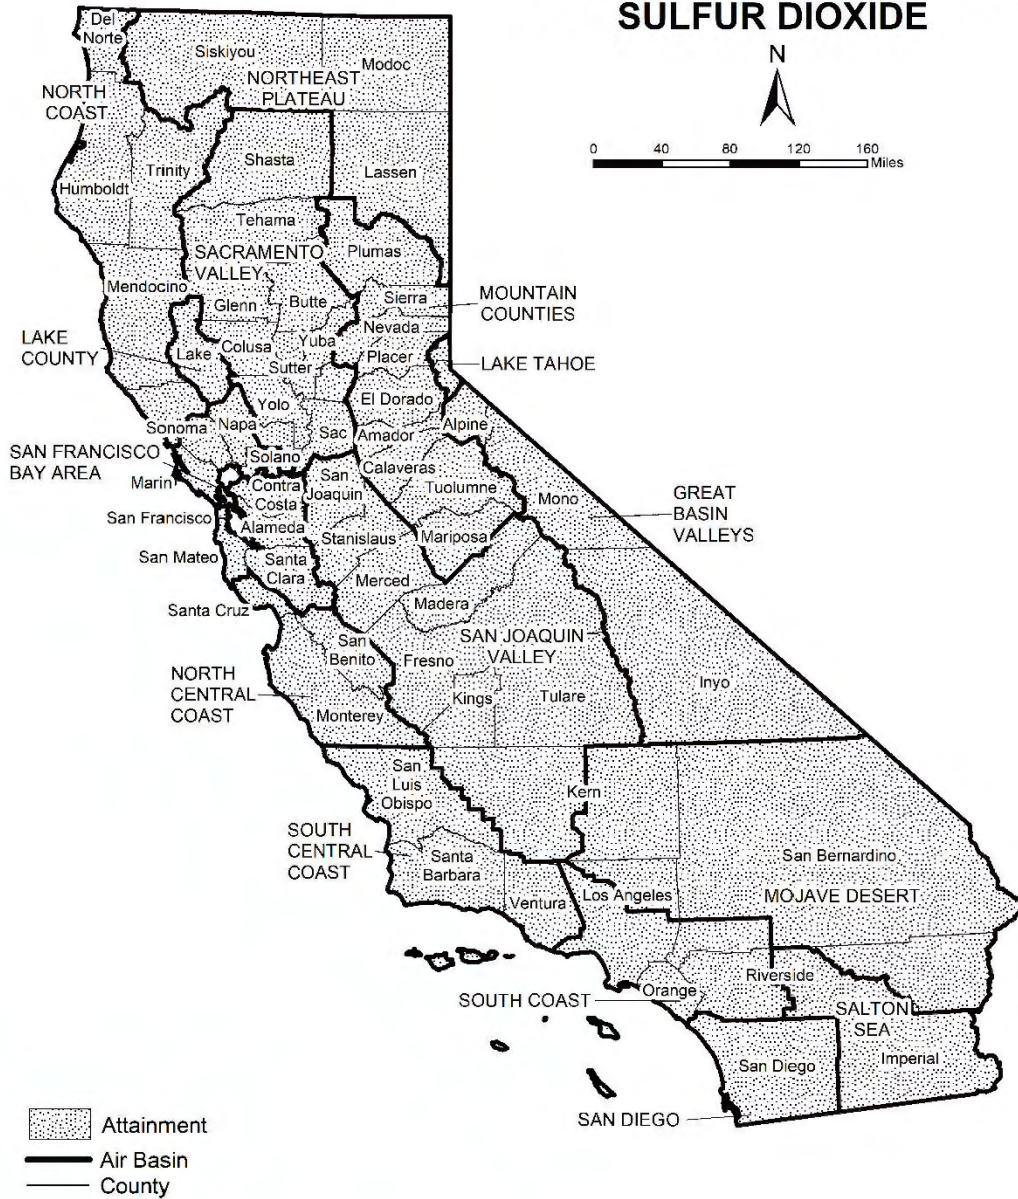 SULFUR DIOXIDE
N
0 40 80 120 160
Miles
Del
Norte
Siskiyou
Modoc
NORTHEAST
PLATEAU
NORTH
COAST
Shasta
Trinity
Lassen
Humboldt
Tehama
SACRAMENTO
VALLEY
Plumas
Mendocino
Glenn
Butte
Sierra
MOUNTAIN
COUNTIES
Nevada
LAKE
COUNTY
Lake
Colusa
Yuba
Sutter
Placer
LAKE TAHOE
El Dorado
Yolo
Sonoma
Napa
Sac
Amador
Alpine
SAN FRANCISCO
BAY AREA
Solano
Marin
Contra
Costa
San
Joaquin
Calaveras
Tuolumne
Mono
GREAT
BASIN
VALLEYS
San Francisco
Alameda
Stanislaus
Mariposa
San Mateo
Santa
Clara
Merced
Santa Cruz
Madera
San
Benito
Fresno
SAN JOAQUIN
VALLEY
NORTH
CENTRAL
COAST
Monterey
Kings
Tulare
Inyo
San
Luis
Obispo
Kern
SOUTH
CENTRAL
COAST
Santa
Barbara
San Bernardino
Ventura
Los Angeles
MOJAVE DESERT
Riverside
Orange
SOUTH COAST
SALTON
SEA
San Diego
Imperial
SAN DIEGO
Attainment
Air Basin
County